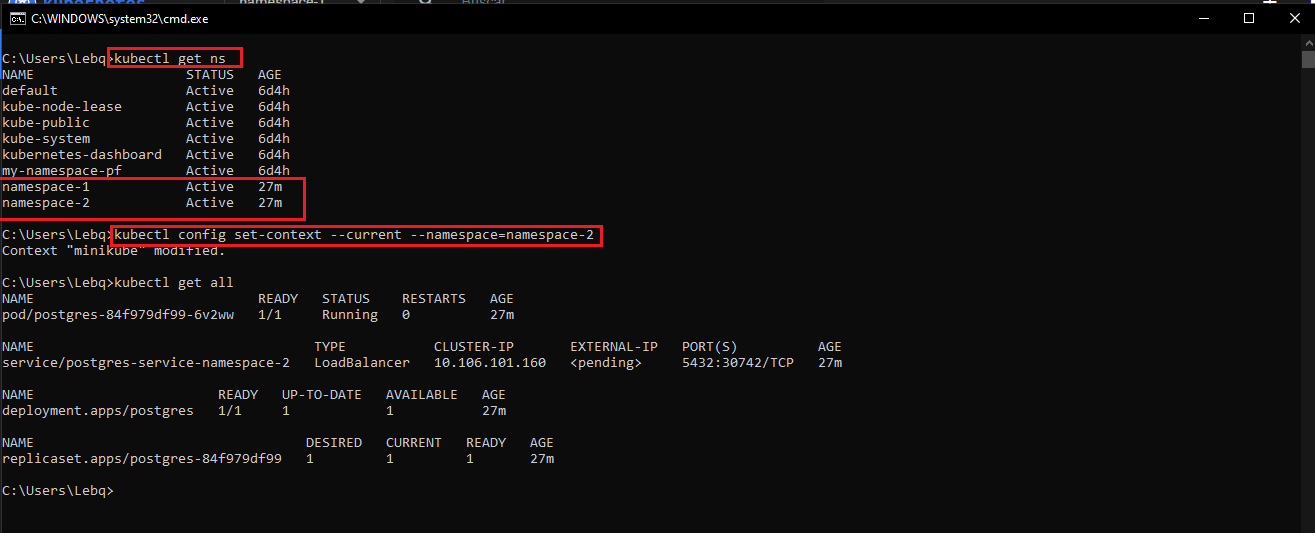 kubernetes namespace-1 Buscar
C:\WINDOWS\system32\cmd.exe
C:\Users\Lebq>kubectl get ns
NAME STATUS AGE
default Active 6d4h
kube-node-lease Active 6d4h
kube-public Active 6d4h
kube-system Active 6d4h
kubernetes-dashboard Active 6d4h
my-namespace-pf Active 6d4h
namespace-1 Active 27m
namespace-2 Active 27m
C:\Users\Lebq>kubectl config set-context --current --namespace=namespace-2
Context "minikube" modified.
C:\Users\Lebq>kubectl get all
NAME READY STATUS RESTARTS AGE
pod/postgres-84f979df99-6v2ww 1/1 Running 0 27m
NAME TYPE CLUSTER-IP EXTERNAL-IP PORT(S) AGE
service/postgres-service-namespace-2 LoadBalancer 10.106.101.160 <pending> 5432:30742/TCP 27m
NAME READY UP-TO-DATE AVAILABLE AGE
deployment.apps/postgres 1/1 1 1 27m
NAME DESIRED CURRENT READY AGE
replicaset.apps/postgres-84f979df99 1 1 1 27m
C:\Users\Lebq>